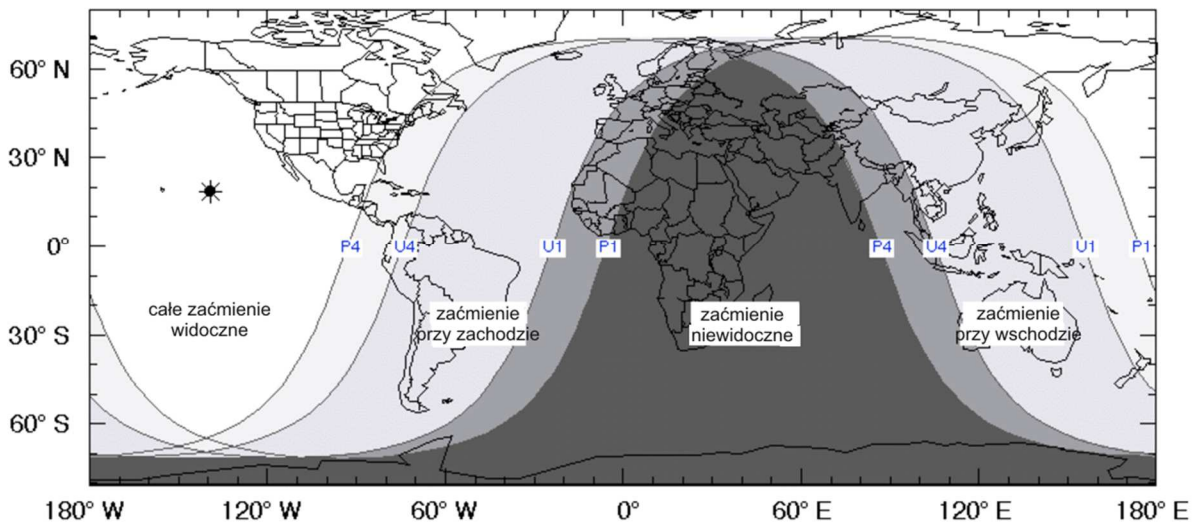 60° N
30° N
0°
30° S
60° S
P4 U4 U1 P1 P4 U4 U1 P1
całe zaćmienie
widoczne
zaćmienie
przy zachodzie
zaćmienie
niewidoczne
zaćmienie
przy wschodzie
180° W 120° W 60° W 0° 60° E 120° E 180° E